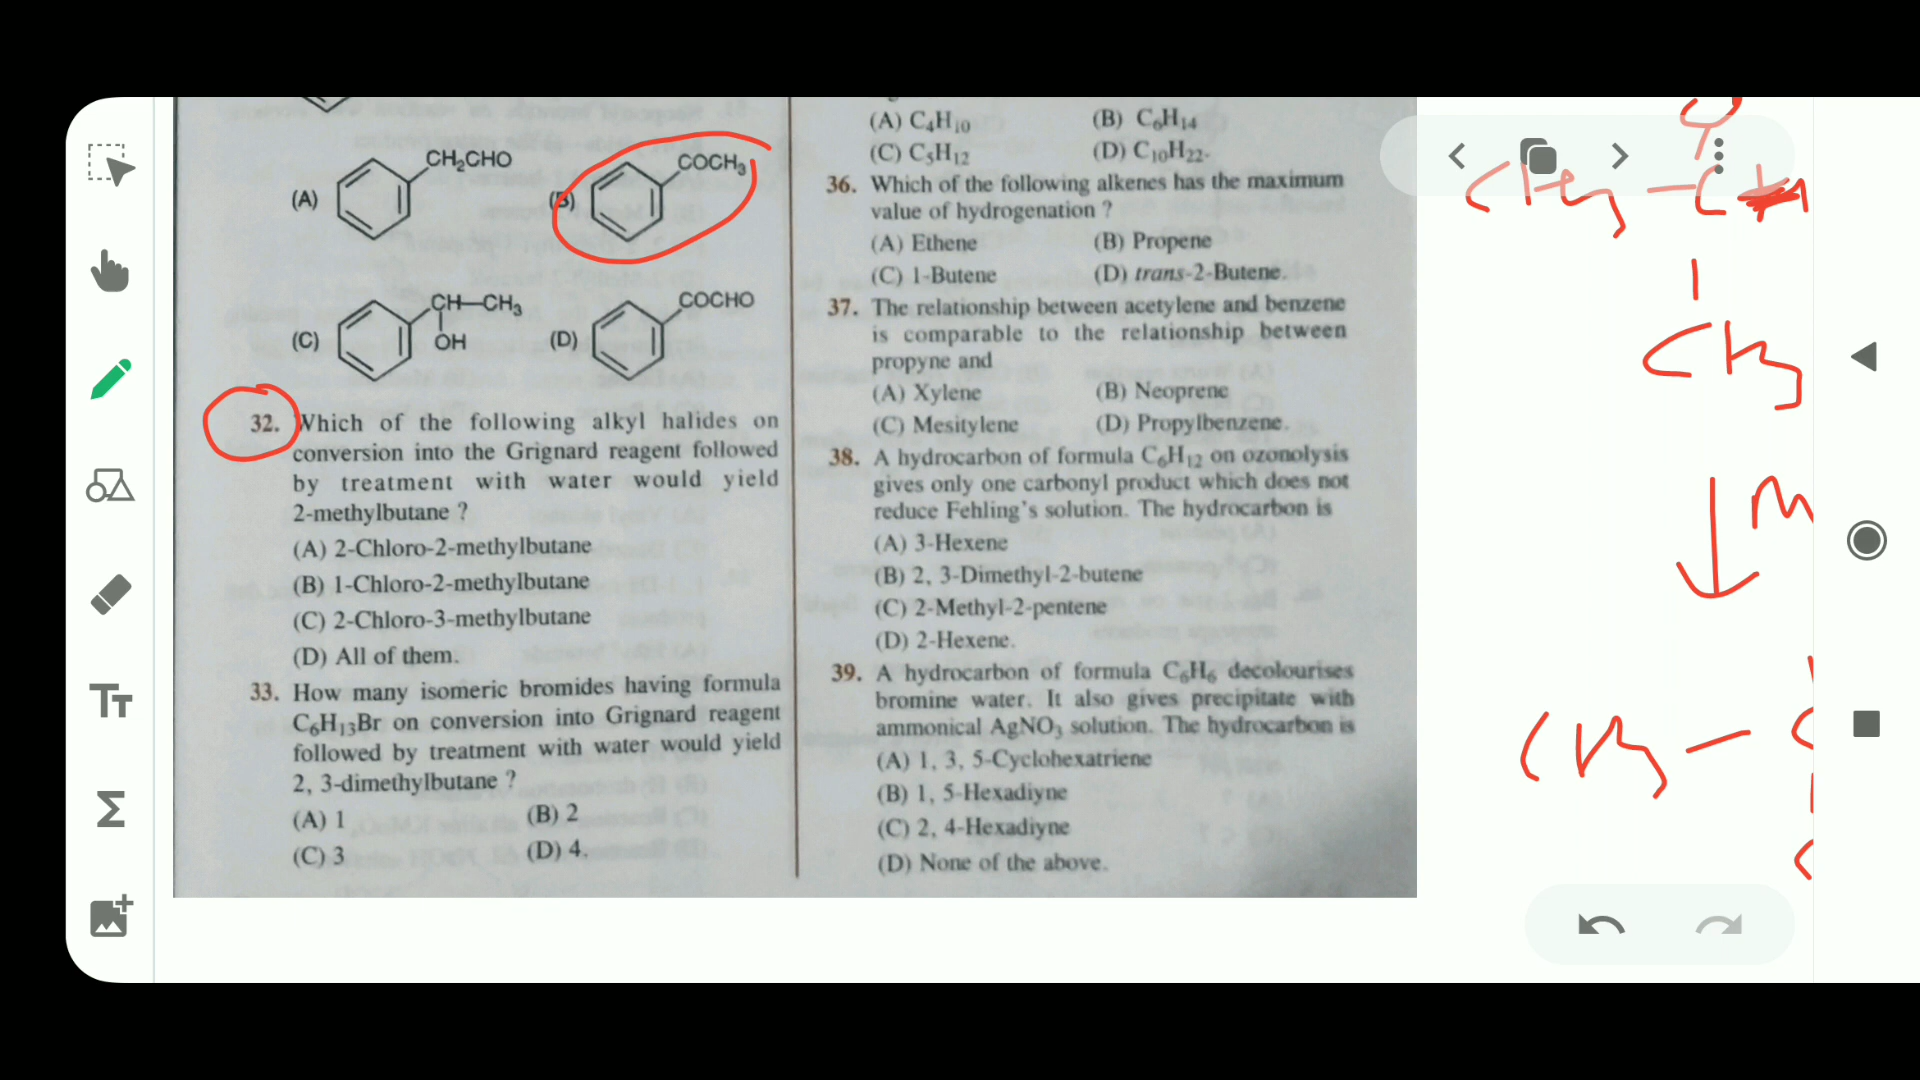 (A) CH₂CHO
(B) COCH₃
(C) CH—CH₃
OH
(D) COCHO
32. Which of the following alkyl halides on
conversion into the Grignard reagent followed
by treatment with water would yield
2-methylbutane ?
(A) 2-Chloro-2-methylbutane
(B) 1-Chloro-2-methylbutane
(C) 2-Chloro-3-methylbutane
(D) All of them.
33. How many isomeric bromides having formula
C₆H₁₃Br on conversion into Grignard reagent
followed by treatment with water would yield
2, 3-dimethylbutane ?
(A) 1 (B) 2
(C) 3 (D) 4.
(A) C₄H₁₀ (B) C₆H₁₄
(C) C₅H₁₂ (D) C₁₀H₂₂.
36. Which of the following alkenes has the maximum
value of hydrogenation ?
(A) Ethene (B) Propene
(C) 1-Butene (D) trans-2-Butene.
37. The relationship between acetylene and benzene
is comparable to the relationship between
propyne and
(A) Xylene (B) Neoprene
(C) Mesitylene (D) Propylbenzene.
38. A hydrocarbon of formula C₆H₁₂ on ozonolysis
gives only one carbonyl product which does not
reduce Fehling's solution. The hydrocarbon is
(A) 3-Hexene
(B) 2, 3-Dimethyl-2-butene
(C) 2-Methyl-2-pentene
(D) 2-Hexene.
39. A hydrocarbon of formula C₆H₆ decolourises
bromine water. It also gives precipitate with
ammonical AgNO₃ solution. The hydrocarbon is
(A) 1, 3, 5-Cyclohexatriene
(B) 1, 5-Hexadiyne
(C) 2, 4-Hexadiyne
(D) None of the above.
CH₃ – C
CH₃
CH₃ –